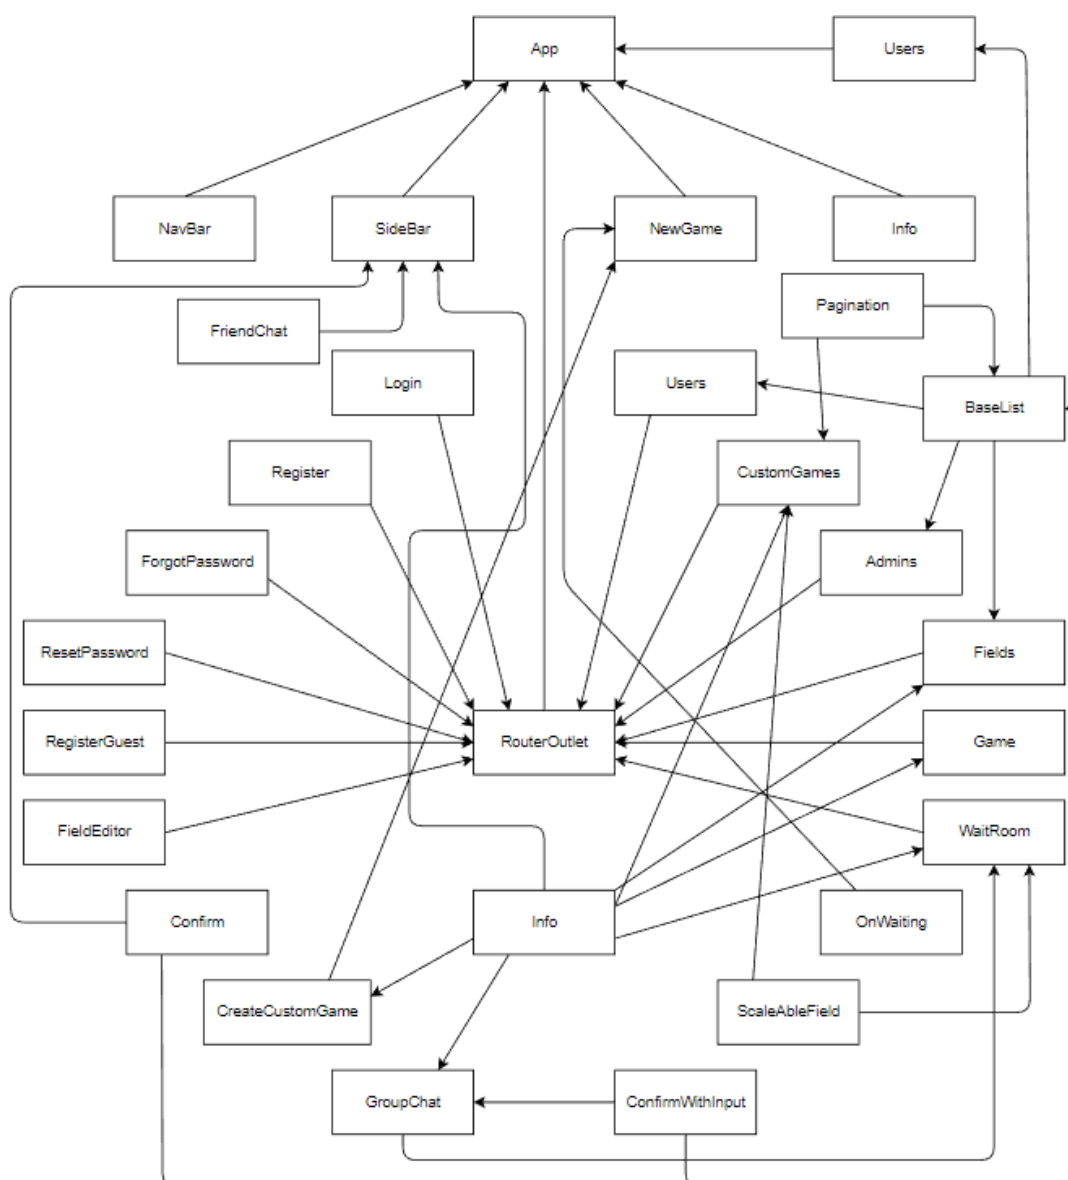 App
Users
NavBar
SideBar
NewGame
Info
Pagination
FriendChat
Login
Users
BaseList
Register
CustomGames
ForgotPassword
Admins
ResetPassword
Fields
RegisterGuest
RouterOutlet
Game
FieldEditor
WaitRoom
Confirm
Info
OnWaiting
CreateCustomGame
ScaleAbleField
GroupChat
ConfirmWithInput